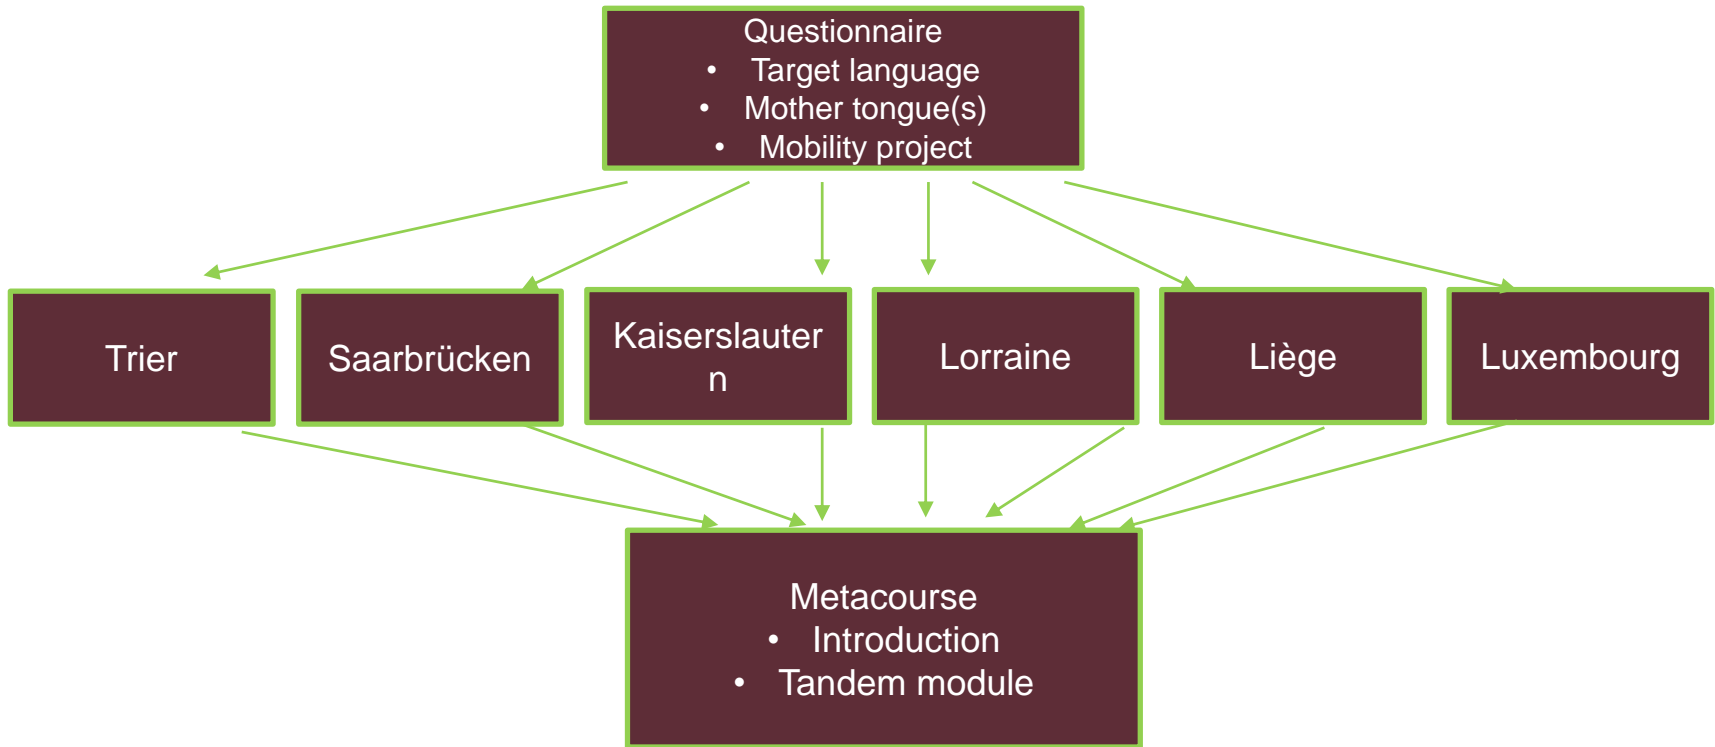 Questionnaire
• Target language
• Mother tongue(s)
• Mobility project
Trier
Saarbrücken
Kaiserslauter
n
Lorraine
Liège
Luxembourg
Metacourse
• Introduction
• Tandem module